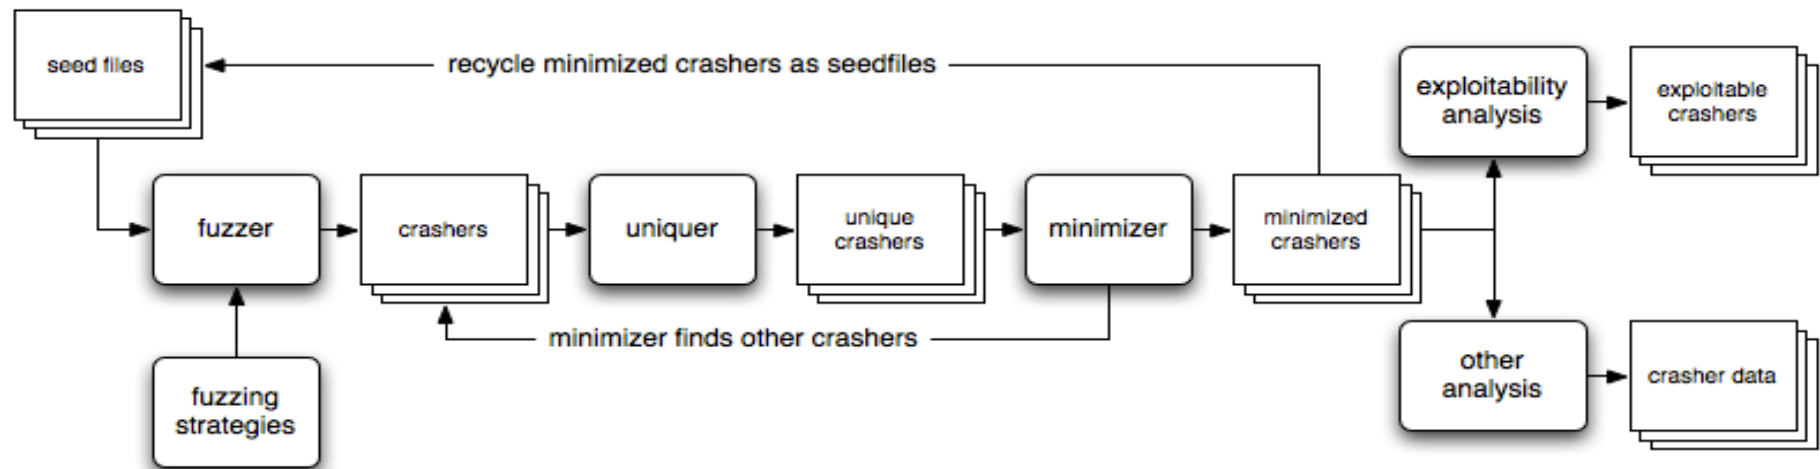 seed files
recycle minimized crashers as seedfiles
exploitability
analysis
exploitable
crashers
fuzzer
crashers
uniquer
unique
crashers
minimizer
minimized
crashers
minimizer finds other crashers
fuzzing
strategies
other
analysis
crasher data